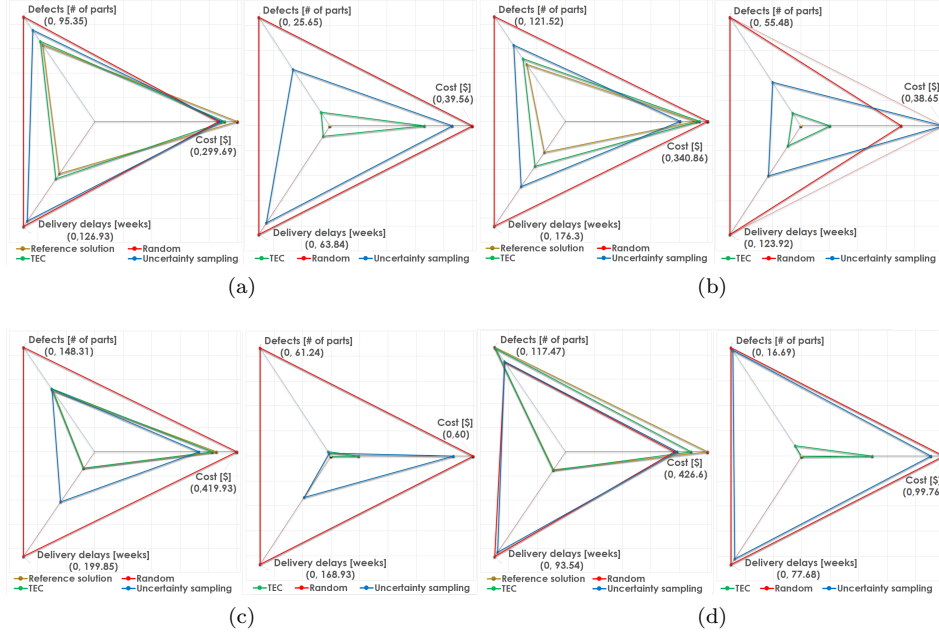 Defects [# of parts]
(0, 95.35)
Cost [$]
(0,299.69)
Delivery delays [weeks]
(0,126.93)
Reference solution
Random
TEC
Uncertainty sampling
Defects [# of parts]
(0, 25.65)
Cost [$]
(0,39.56)
Delivery delays [weeks]
(0, 63.84)
TEC
Random
Uncertainty sampling
(a)
Defects [# of parts]
(0, 121.52)
Cost [$]
(0,340.86)
Delivery delays [weeks]
(0, 176.3)
Reference solution
Random
TEC
Uncertainty sampling
Defects [# of parts]
(0, 55.48)
Cost [$]
(0,38.65)
Delivery delays [weeks]
(0, 123.92)
TEC
Random
Uncertainty sampling
(b)
Defects [# of parts]
(0, 148.31)
Cost [$]
(0,419.93)
Delivery delays [weeks]
(0, 199.85)
Reference solution
Random
TEC
Uncertainty sampling
Defects [# of parts]
(0, 61.24)
Cost [$]
(0,60)
Delivery delays [weeks]
(0, 168.93)
TEC
Random
Uncertainty sampling
(c)
Defects [# of parts]
(0, 117.47)
Cost [$]
(0, 426.6)
Delivery delays [weeks]
(0, 93.54)
Reference solution
Random
TEC
Uncertainty sampling
Defects [# of parts]
(0, 16.69)
Cost [$]
(0,99.76
Delivery delays [weeks]
(0, 77.68)
TEC
Random
Uncertainty sampling
(d)